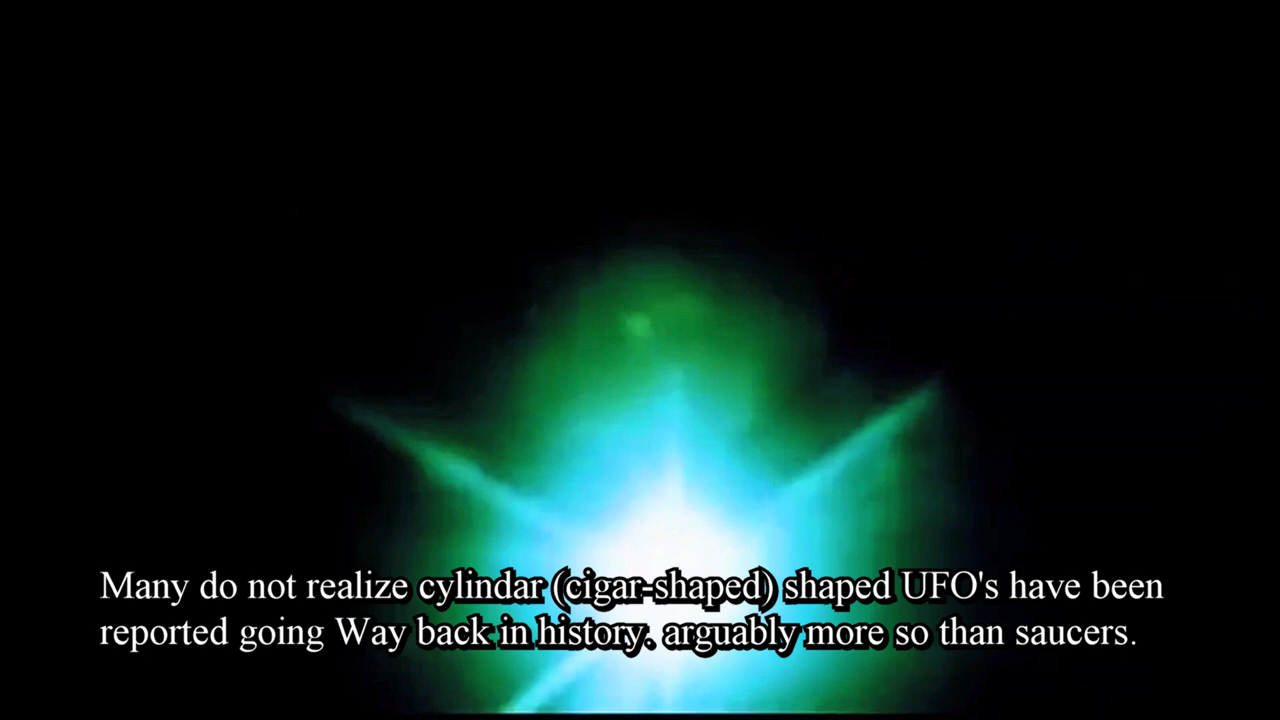 Many do not realize cylindar (cigar-shaped) shaped UFO's have been
reported going Way back in history. arguably more so than saucers.